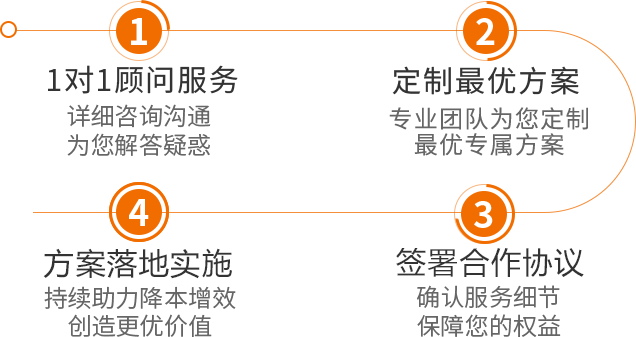 1
1对1顾问服务
详细咨询沟通
为您解答疑惑
2
定制最优方案
专业团队为您定制
最优专属方案
3
签署合作协议
确认服务细节
保障您的权益
4
方案落地实施
持续助力降本增效
创造更优价值